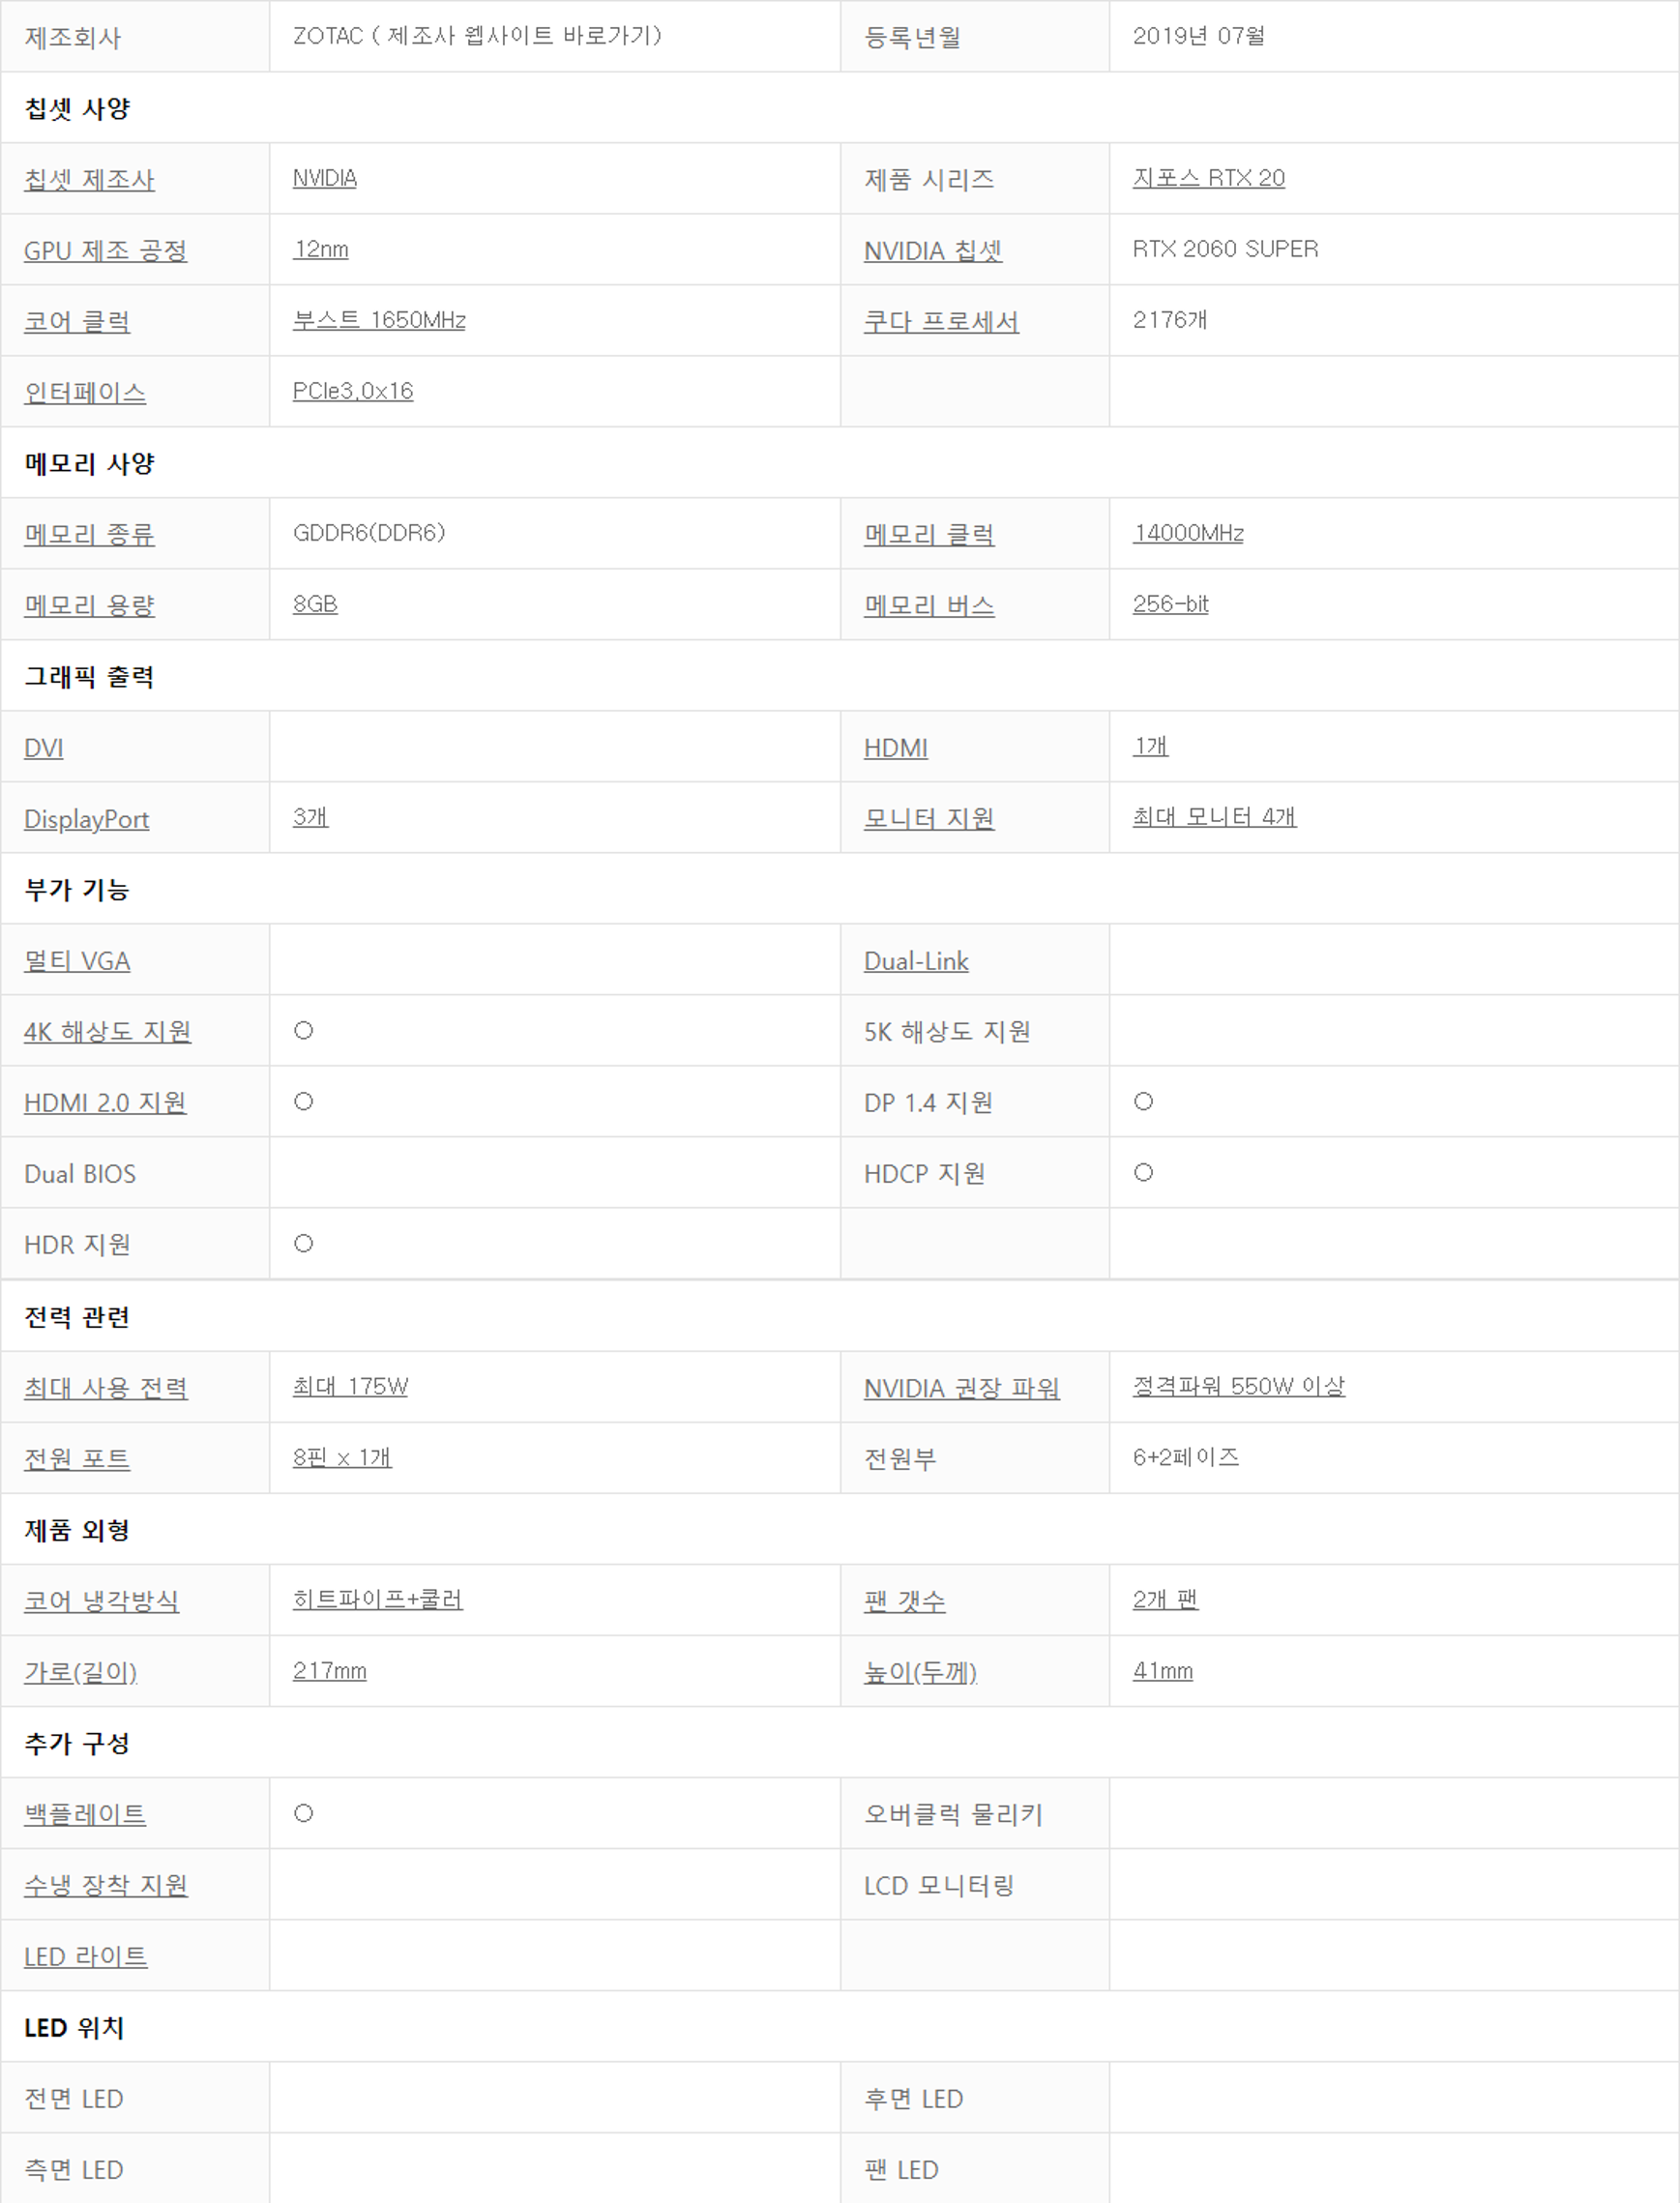 제조회사 ZOTAC ( 제조사 웹사이트 바로가기) 등록년월 2019년 07월
칩셋 사양
칩셋 제조사 NVIDIA 제품 시리즈 지포스 RTX 20
GPU 제조 공정 12nm NVIDIA 칩셋 RTX 2060 SUPER
코어 클럭 부스트 1650MHz 쿠다 프로세서 2176개
인터페이스 PCIe3.0x16
메모리 사양
메모리 종류 GDDR6(DDR6) 메모리 클럭 14000MHz
메모리 용량 8GB 메모리 버스 256-bit
그래픽 출력
DVI HDMI 1개
DisplayPort 3개 모니터 지원 최대 모니터 4개
부가 기능
멀티 VGA Dual-Link
4K 해상도 지원 ○ 5K 해상도 지원
HDMI 2.0 지원 ○ DP 1.4 지원 ○
Dual BIOS HDCP 지원 ○
HDR 지원 ○
전력 관련
최대 사용 전력 최대 175W NVIDIA 권장 파워 정격파워 550W 이상
전원 포트 8핀 x 1개 전원부 6+2페이즈
제품 외형
코어 냉각방식 히트파이프+쿨러 팬 갯수 2개 팬
가로(길이) 217mm 높이(두께) 41mm
추가 구성
백플레이트 ○ 오버클럭 물리키
수냉 장착 지원 LCD 모니터링
LED 라이트
LED 위치
전면 LED 후면 LED
측면 LED 팬 LED